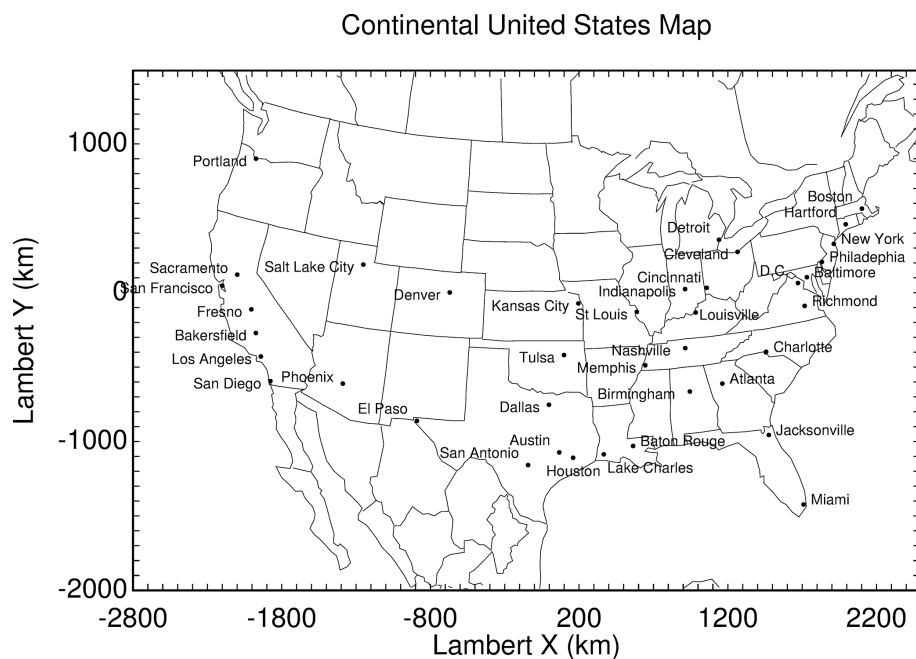 Continental United States Map
Lambert Y (km)
1000
0
-1000
-2000
-2800
-1800
-800
200
1200
2200
Lambert X (km)
Portland
Boston
Hartford
Detroit
New York
Cleveland
Philadephia
Sacramento
Salt Lake City
D.C.
Baltimore
San Francisco
Cincinnati
Denver
Indianapolis
Kansas City
Richmond
Fresno
St Louis
Louisville
Bakersfield
Nashville
Charlotte
Los Angeles
Tulsa
Memphis
San Diego
Phoenix
Atlanta
Birmingham
El Paso
Dallas
Jacksonville
Austin
Baton Rouge
San Antonio
Houston
Lake Charles
Miami